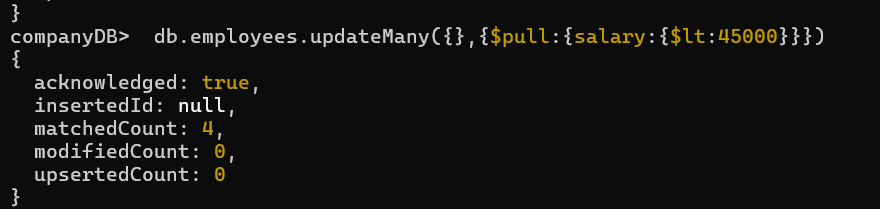 }
companyDB>  db.employees.updateMany({},{$pull:{salary:{$lt:45000}}})
{
  acknowledged: true,
  insertedId: null,
  matchedCount: 4,
  modifiedCount: 0,
  upsertedCount: 0
}